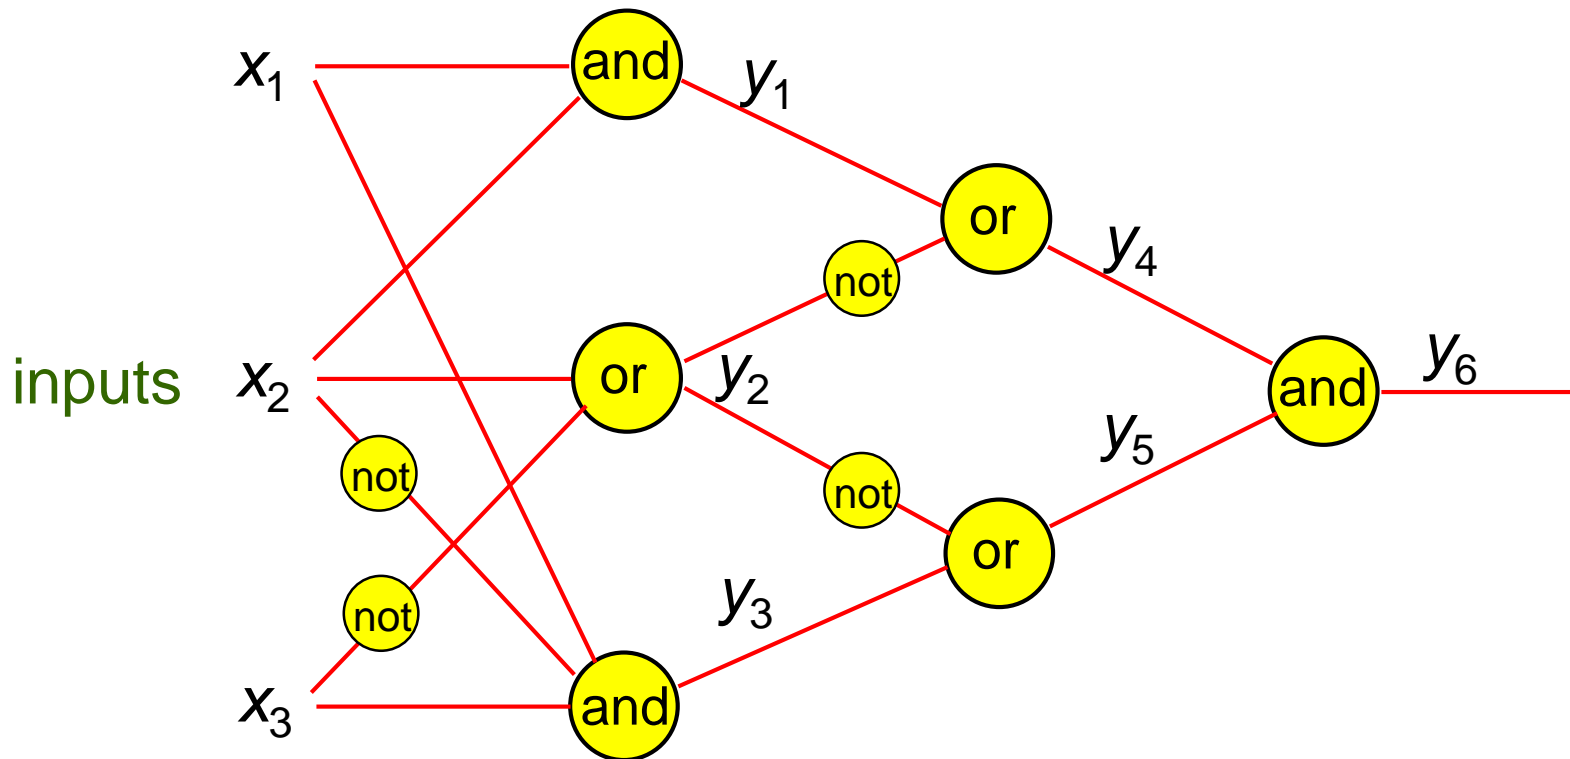 x₁
and
y₁
or
not
y₄
inputs
x₂
or
y₂
y₆
and
y₅
not
not
or
not
y₃
x₃
and